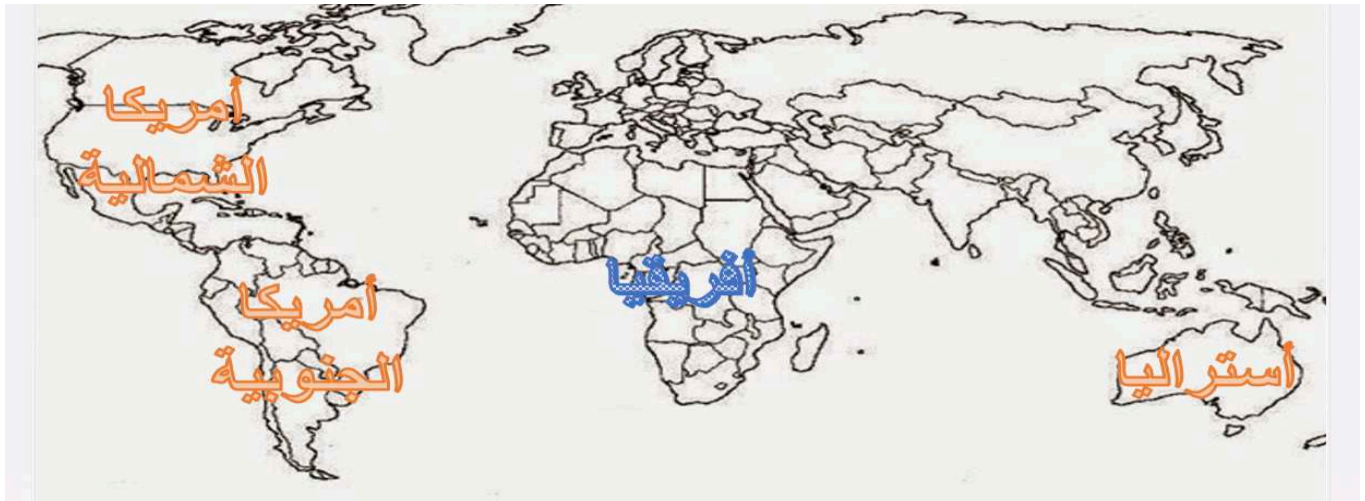 أمريكا
الشمالية
أفريقيا
أمريكا
الجنوبية
أستراليا